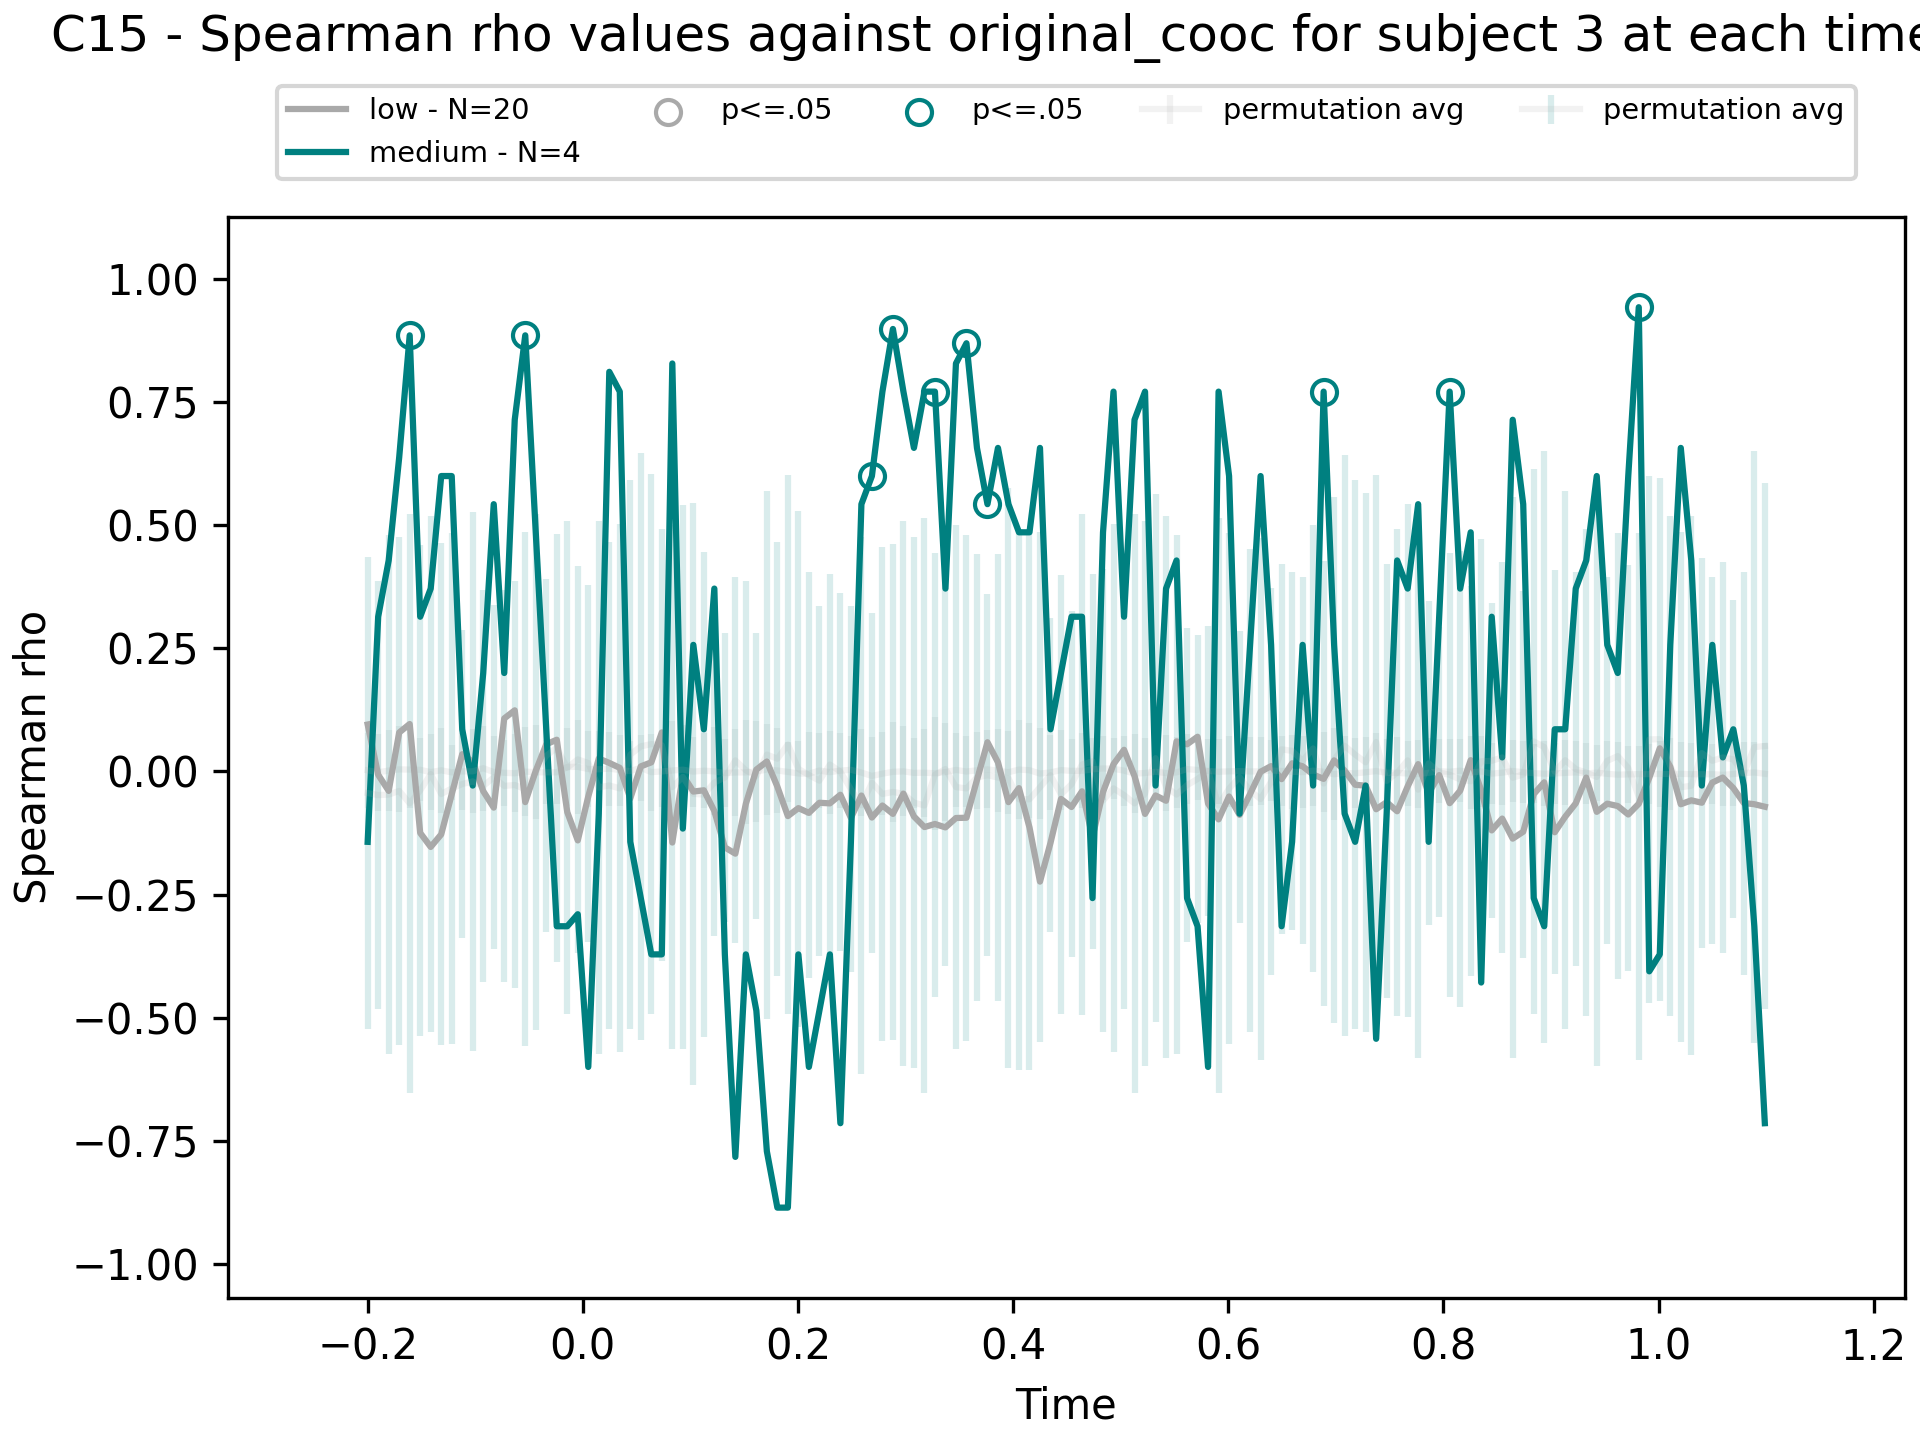 C15 - Spearman rho values against original_cooc for subject 3 at each time
low - N=20 p<=.05 p<=.05 permutation avg permutation avg
medium - N=4
1.00
0.75
0.50
0.25
0.00
−0.25
−0.50
−0.75
−1.00
Spearman rho
−0.2 0.0 0.2 0.4 0.6 0.8 1.0 1.2
Time